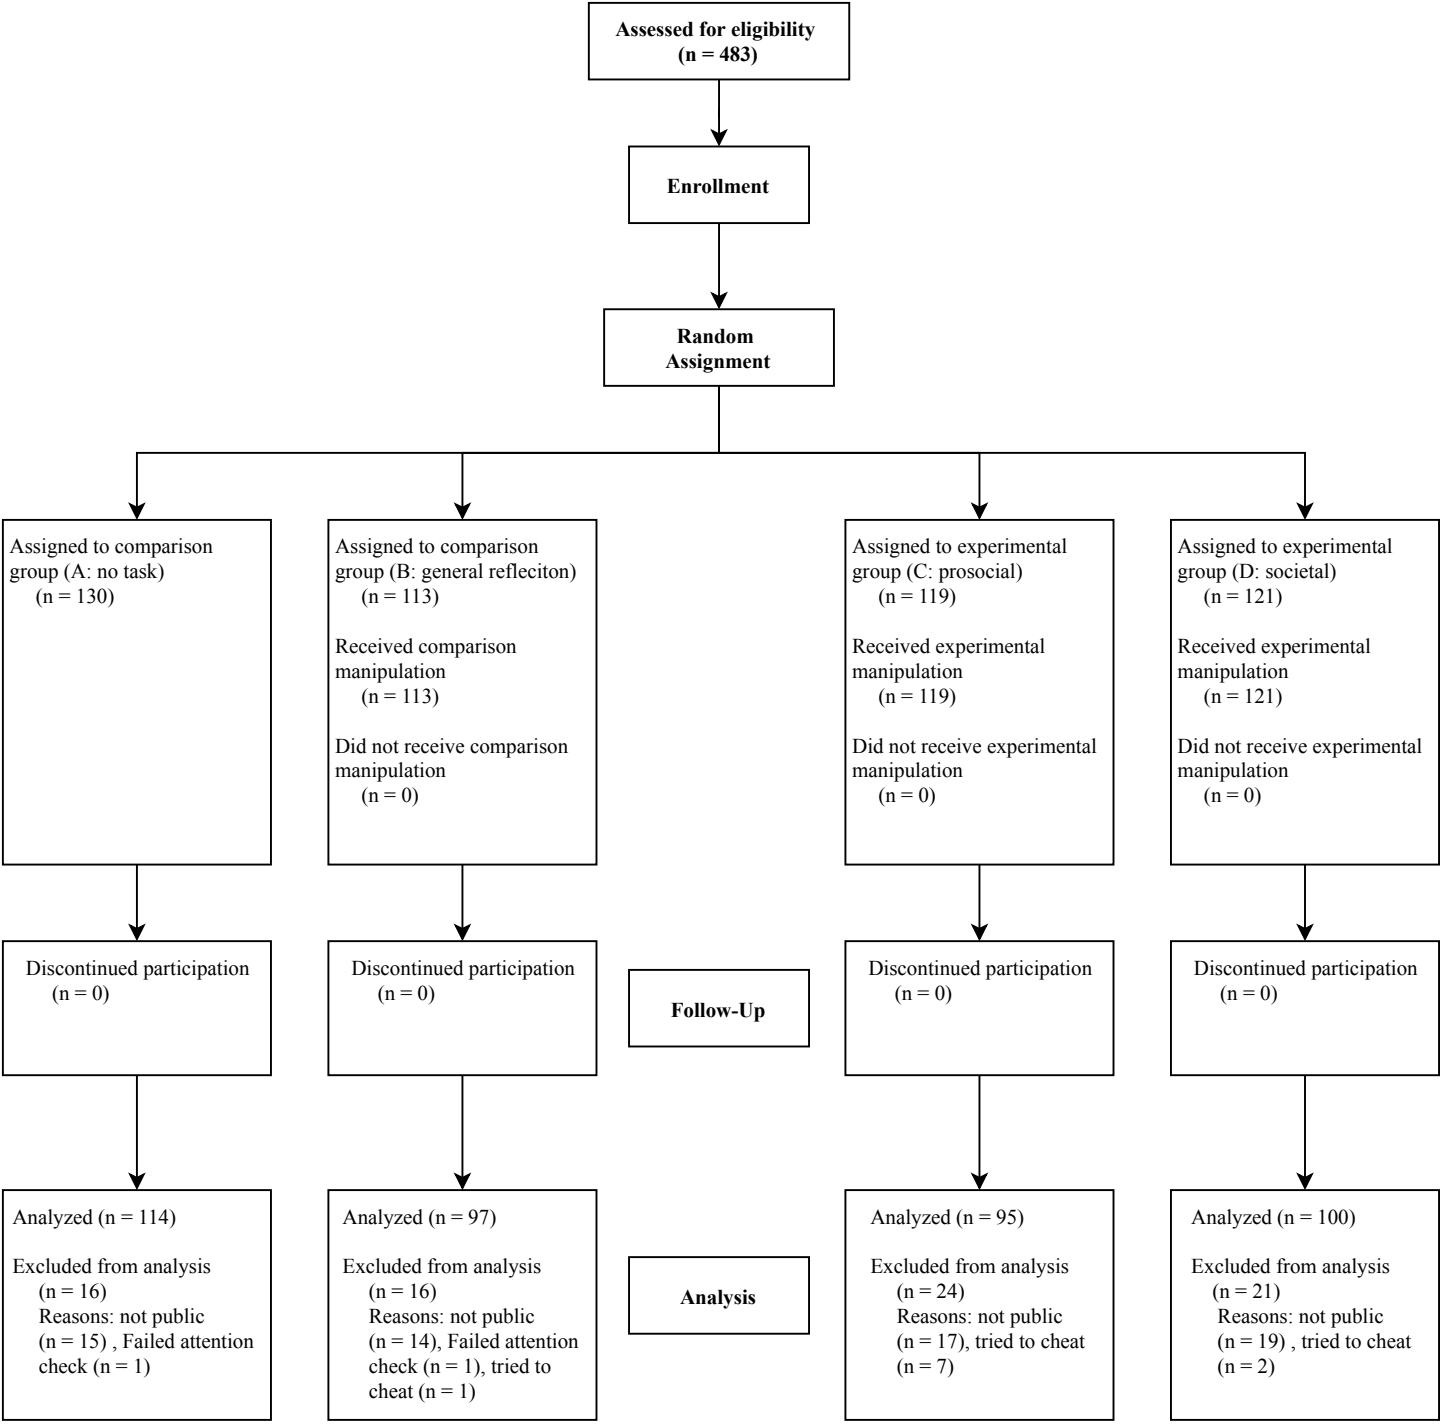 Assessed for eligibility
(n = 483)
Enrollment
Random
Assignment
Assigned to comparison
group (A: no task)
(n = 130)
Assigned to comparison
group (B: general refleciton)
(n = 113)
Received comparison
manipulation
(n = 113)
Did not receive comparison
manipulation
(n = 0)
Assigned to experimental
group (C: prosocial)
(n = 119)
Received experimental
manipulation
(n = 119)
Did not receive experimental
manipulation
(n = 0)
Assigned to experimental
group (D: societal)
(n = 121)
Received experimental
manipulation
(n = 121)
Did not receive experimental
manipulation
(n = 0)
Discontinued participation
(n = 0)
Discontinued participation
(n = 0)
Follow-Up
Discontinued participation
(n = 0)
Discontinued participation
(n = 0)
Analyzed (n = 114)
Excluded from analysis
(n = 16)
Reasons: not public
(n = 15) , Failed attention
check (n = 1)
Analyzed (n = 97)
Excluded from analysis
(n = 16)
Reasons: not public
(n = 14), Failed attention
check (n = 1), tried to
cheat (n = 1)
Analysis
Analyzed (n = 95)
Excluded from analysis
(n = 24)
Reasons: not public
(n = 17), tried to cheat
(n = 7)
Analyzed (n = 100)
Excluded from analysis
(n = 21)
Reasons: not public
(n = 19) , tried to cheat
(n = 2)